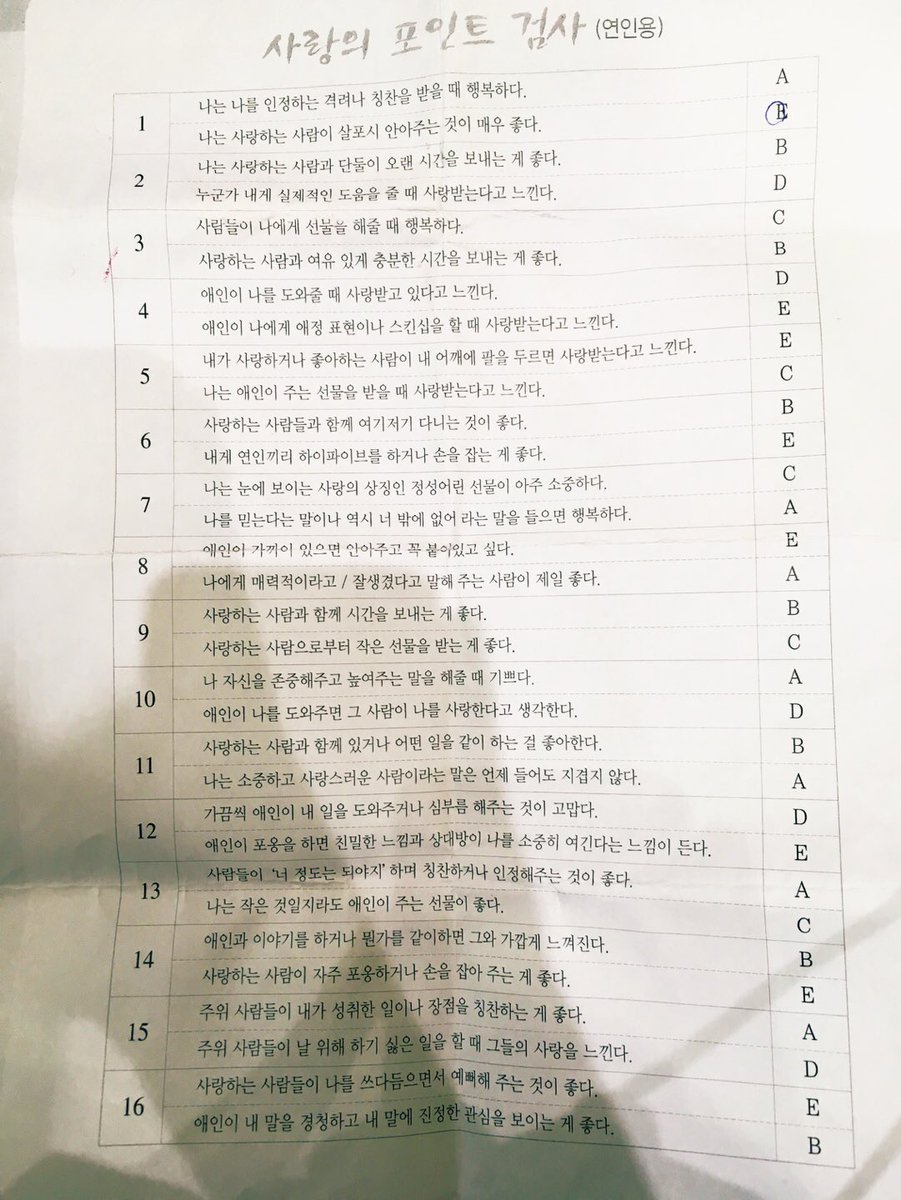 사랑의 포인트 검사 (연인용)
1 나는 나를 인정하는 격려나 칭찬을 받을 때 행복하다. A
나는 사랑하는 사람이 살포시 안아주는 것이 매우 좋다. E
2 나는 사랑하는 사람과 단둘이 오랜 시간을 보내는 게 좋다. B
누군가 내게 실제적인 도움을 줄 때 사랑받는다고 느낀다. D
3 사람들이 나에게 선물을 해줄 때 행복하다. C
사랑하는 사람과 여유 있게 충분한 시간을 보내는 게 좋다. B
4 애인이 나를 도와줄 때 사랑받고 있다고 느낀다. D
애인이 나에게 애정 표현이나 스킨십을 할 때 사랑받는다고 느낀다. E
5 내가 사랑하거나 좋아하는 사람이 내 어깨에 팔을 두르면 사랑받는다고 느낀다. E
나는 애인이 주는 선물을 받을 때 사랑받는다고 느낀다. C
6 사랑하는 사람들과 함께 여기저기 다니는 것이 좋다. B
내게 연인끼리 하이파이브를 하거나 손을 잡는 게 좋다. E
7 나는 눈에 보이는 사랑의 상징인 정성어린 선물이 아주 소중하다. C
나를 믿는다는 말이나 역시 너 밖에 없어 라는 말을 들으면 행복하다. A
8 애인이 가까이 있으면 안아주고 꼭 붙어있고 싶다. E
나에게 매력적이라고 / 잘생겼다고 말해 주는 사람이 제일 좋다. A
9 사랑하는 사람과 함께 시간을 보내는 게 좋다. B
사랑하는 사람으로부터 작은 선물을 받는 게 좋다. C
10 나 자신을 존중해주고 높여주는 말을 해줄 때 기쁘다. A
애인이 나를 도와주면 그 사람이 나를 사랑한다고 생각한다. D
11 사랑하는 사람과 함께 있거나 어떤 일을 같이 하는 걸 좋아한다. B
나는 소중하고 사랑스러운 사람이라는 말은 언제 들어도 지겹지 않다. A
12 가끔씩 애인이 내 일을 도와주거나 심부름 해주는 것이 고맙다. D
애인이 포옹을 하면 친밀한 느낌과 상대방이 나를 소중히 여긴다는 느낌이 든다. E
13 사람들이 '너 정도는 되야지' 하며 칭찬하거나 인정해주는 것이 좋다. A
나는 작은 것일지라도 애인이 주는 선물이 좋다. C
14 애인과 이야기를 하거나 뭔가를 같이하면 그와 가깝게 느껴진다. B
사랑하는 사람이 자주 포옹하거나 손을 잡아 주는 게 좋다. E
15 주위 사람들이 내가 성취한 일이나 장점을 칭찬하는 게 좋다. A
주위 사람들이 날 위해 하기 싫은 일을 할 때 그들의 사랑을 느낀다. D
16 사랑하는 사람들이 나를 쓰다듬으면서 예뻐해 주는 것이 좋다. E
애인이 내 말을 경청하고 내 말에 진정한 관심을 보이는 게 좋다. B